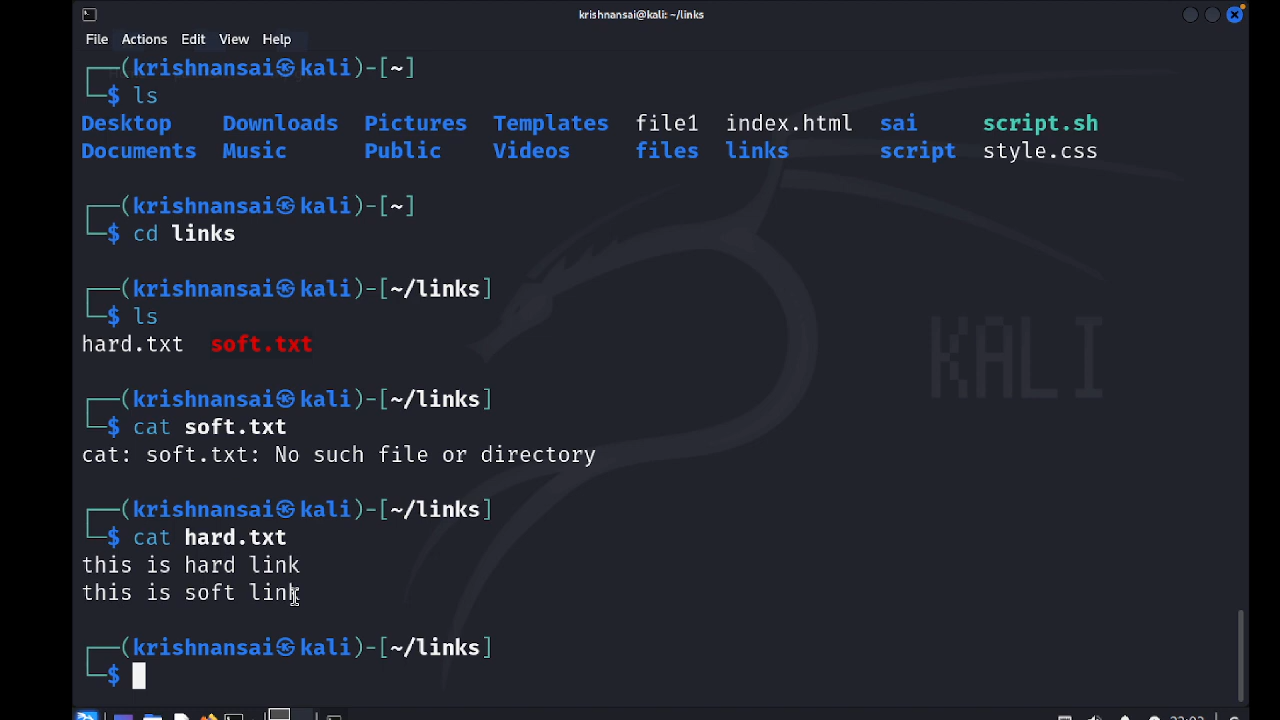 krishnansai@kali: ~/links
File Actions Edit View Help
┌──(krishnansai㉿kali)-[~]
└─$ ls
Desktop Downloads Pictures Templates file1 index.html sai script.sh
Documents Music Public Videos files links script style.css
┌──(krishnansai㉿kali)-[~]
└─$ cd links
┌──(krishnansai㉿kali)-[~/links]
└─$ ls
hard.txt soft.txt
┌──(krishnansai㉿kali)-[~/links]
└─$ cat soft.txt
cat: soft.txt: No such file or directory
┌──(krishnansai㉿kali)-[~/links]
└─$ cat hard.txt
this is hard link
this is soft link
┌──(krishnansai㉿kali)-[~/links]
└─$
KALI